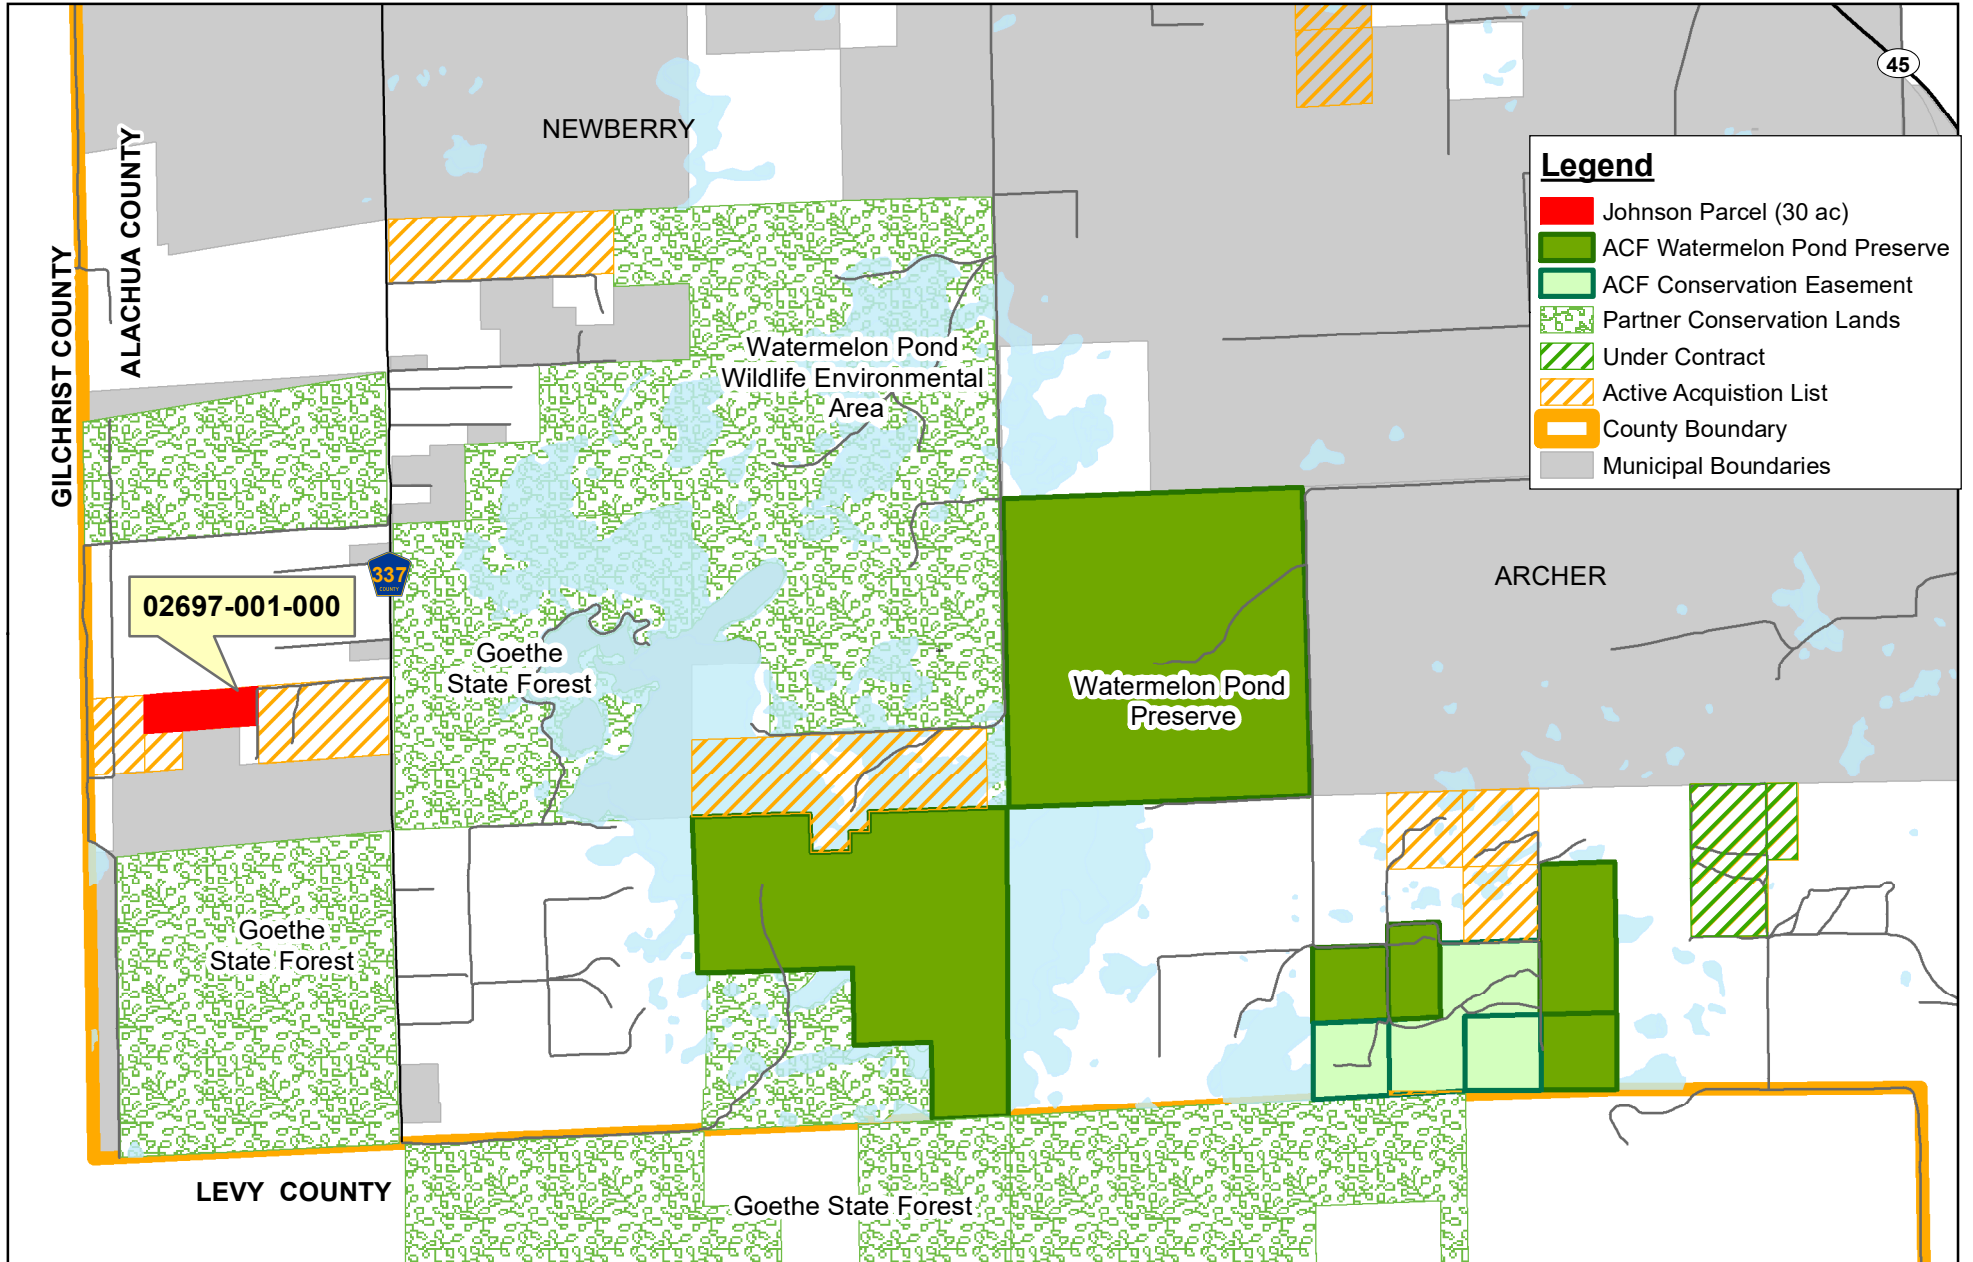 NEWBERRY
45
ALACHUA COUNTY
GILCHRIST COUNTY
Legend
Johnson Parcel (30 ac)
ACF Watermelon Pond Preserve
ACF Conservation Easement
Partner Conservation Lands
Under Contract
Active Acquistion List
County Boundary
Municipal Boundaries
Watermelon Pond
Wildlife Environmental
Area
337
COUNTY
02697-001-000
ARCHER
Goethe
State Forest
Watermelon Pond
Preserve
Goethe
State Forest
LEVY COUNTY
Goethe State Forest